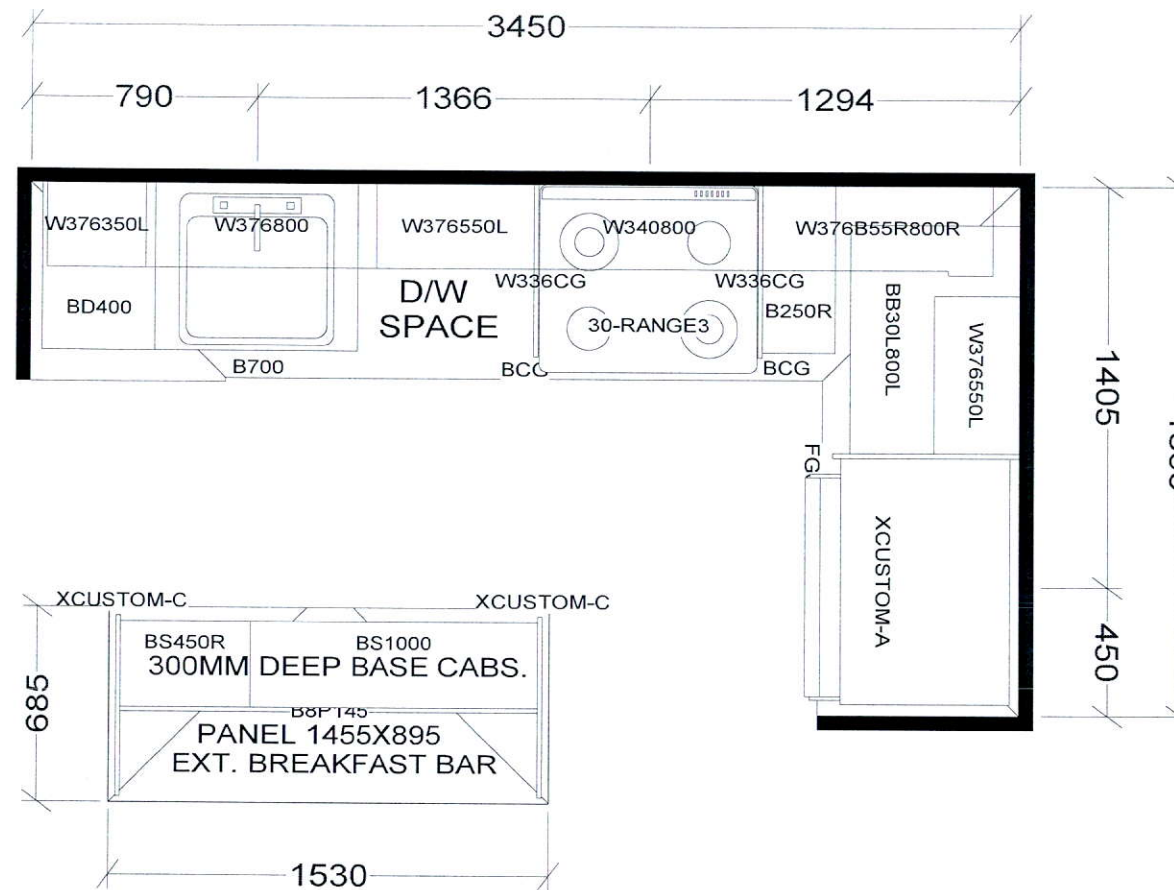 3450
790
1366
1294
W376350L
W376800
W376550L
W340800
W376B55R800R
W336CG
W336CG
BD400
D/W
SPACE
30-RANGE3
B250R
BB30L800L
W376550L
B700
BCG
BCG
FG
1405
XCUSTOM-A
450
XCUSTOM-C
XCUSTOM-C
BS450R
BS1000
300MM DEEP BASE CABS.
685
PANEL 1455X895
EXT. BREAKFAST BAR
1530